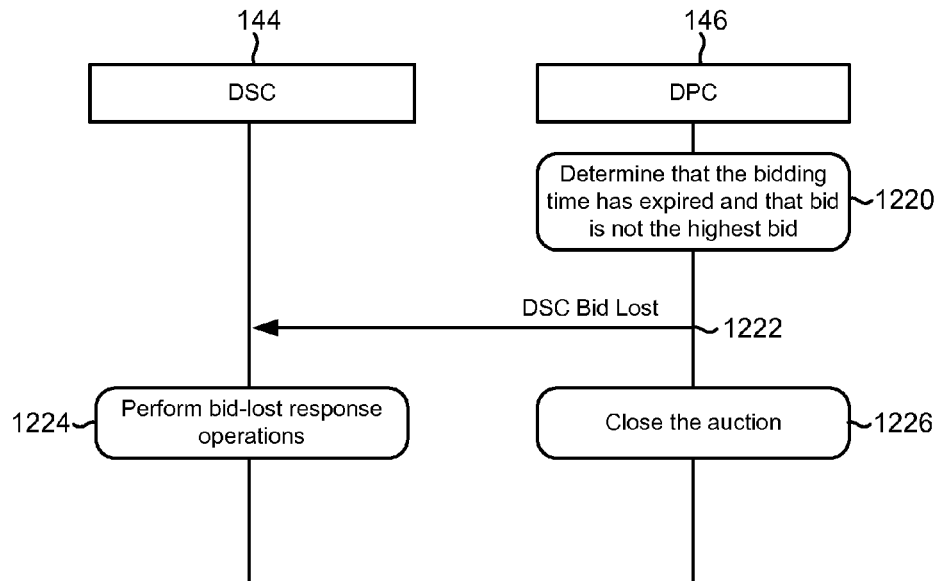 144
146
DSC
DPC
Determine that the bidding
time has expired and that bid
is not the highest bid
1220
DSC Bid Lost
1222
1224
Perform bid-lost response
operations
Close the auction
1226